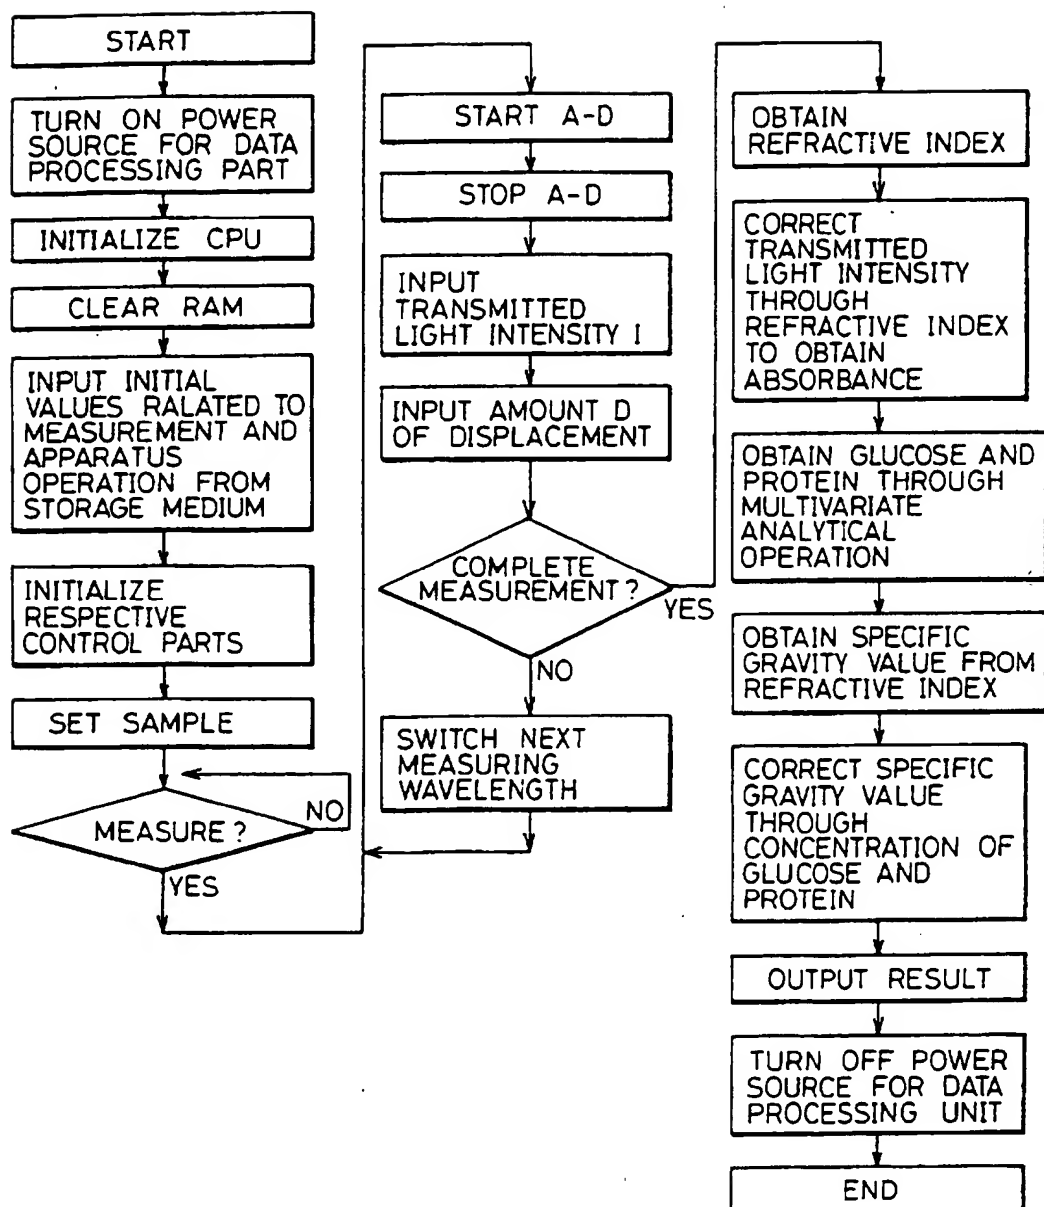 START
TURN ON POWER
SOURCE FOR DATA
PROCESSING PART
INITIALIZE CPU
CLEAR RAM
INPUT INITIAL
VALUES RALATED TO
MEASUREMENT AND
APPARATUS
OPERATION FROM
STORAGE MEDIUM
INITIALIZE
RESPECTIVE
CONTROL PARTS
SET SAMPLE
MEASURE?
NO
YES
START A-D
STOP A-D
INPUT
TRANSMITTED
LIGHT INTENSITY I
INPUT AMOUNT D
OF DISPLACEMENT
COMPLETE
MEASUREMENT?
YES
NO
SWITCH NEXT
MEASURING
WAVELENGTH
OBTAIN
REFRACTIVE INDEX
CORRECT
TRANSMITTED
LIGHT INTENSITY
THROUGH
REFRACTIVE INDEX
TO OBTAIN
ABSORBANCE
OBTAIN GLUCOSE AND
PROTEIN THROUGH
MULTIVARIATE
ANALYTICAL
OPERATION
OBTAIN SPECIFIC
GRAVITY VALUE FROM
REFRACTIVE INDEX
CORRECT SPECIFIC
GRAVITY VALUE
THROUGH
CONCENTRATION OF
GLUCOSE AND
PROTEIN
OUTPUT RESULT
TURN OFF POWER
SOURCE FOR DATA
PROCESSING UNIT
END